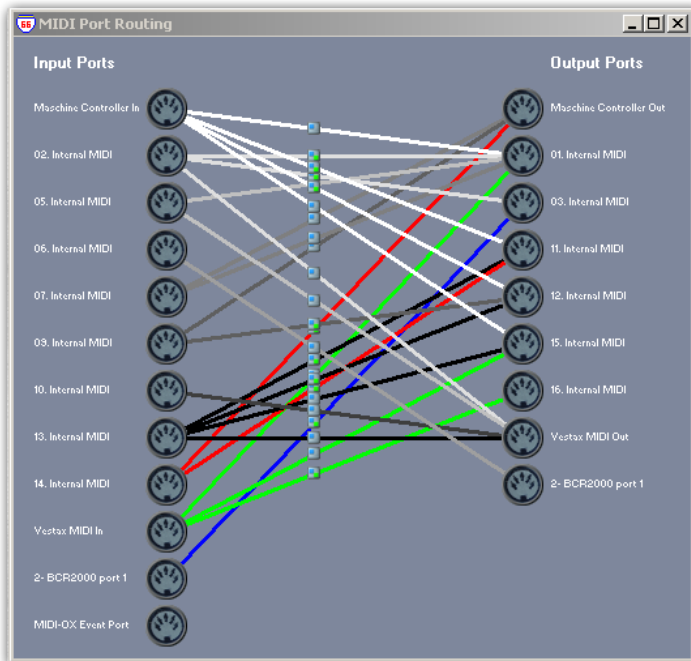 66 MIDI Port Routing
Input Ports
Output Ports
Maschine Controller In
Maschine Controller Out
02. Internal MIDI
01. Internal MIDI
05. Internal MIDI
03. Internal MIDI
06. Internal MIDI
11. Internal MIDI
07. Internal MIDI
12. Internal MIDI
09. Internal MIDI
15. Internal MIDI
10. Internal MIDI
16. Internal MIDI
13. Internal MIDI
Vestax MIDI Out
14. Internal MIDI
2- BCR2000 port 1
Vestax MIDI In
2- BCR2000 port 1
MIDI-OX Event Port